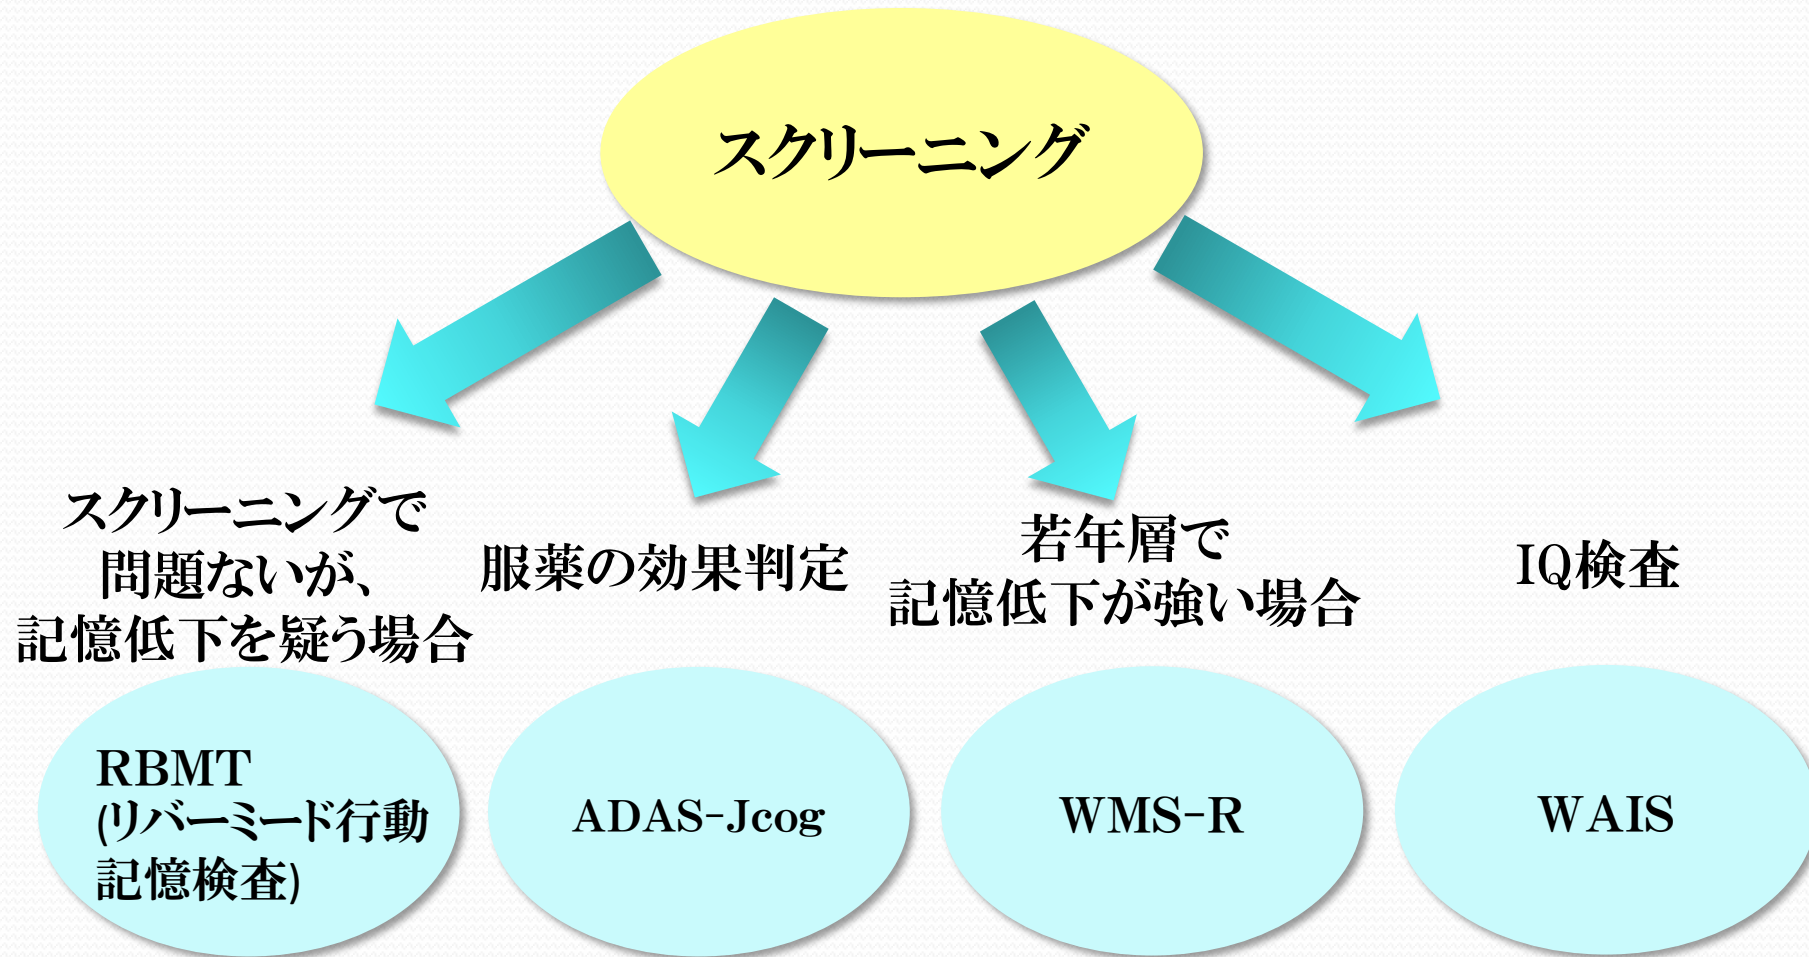 スクリーニング
スクリーニングで
問題ないが、
記憶低下を疑う場合
服薬の効果判定
若年層で
記憶低下が強い場合
IQ検査
RBMT
(リバーミード行動
記憶検査)
ADAS-Jcog
WMS-R
WAIS